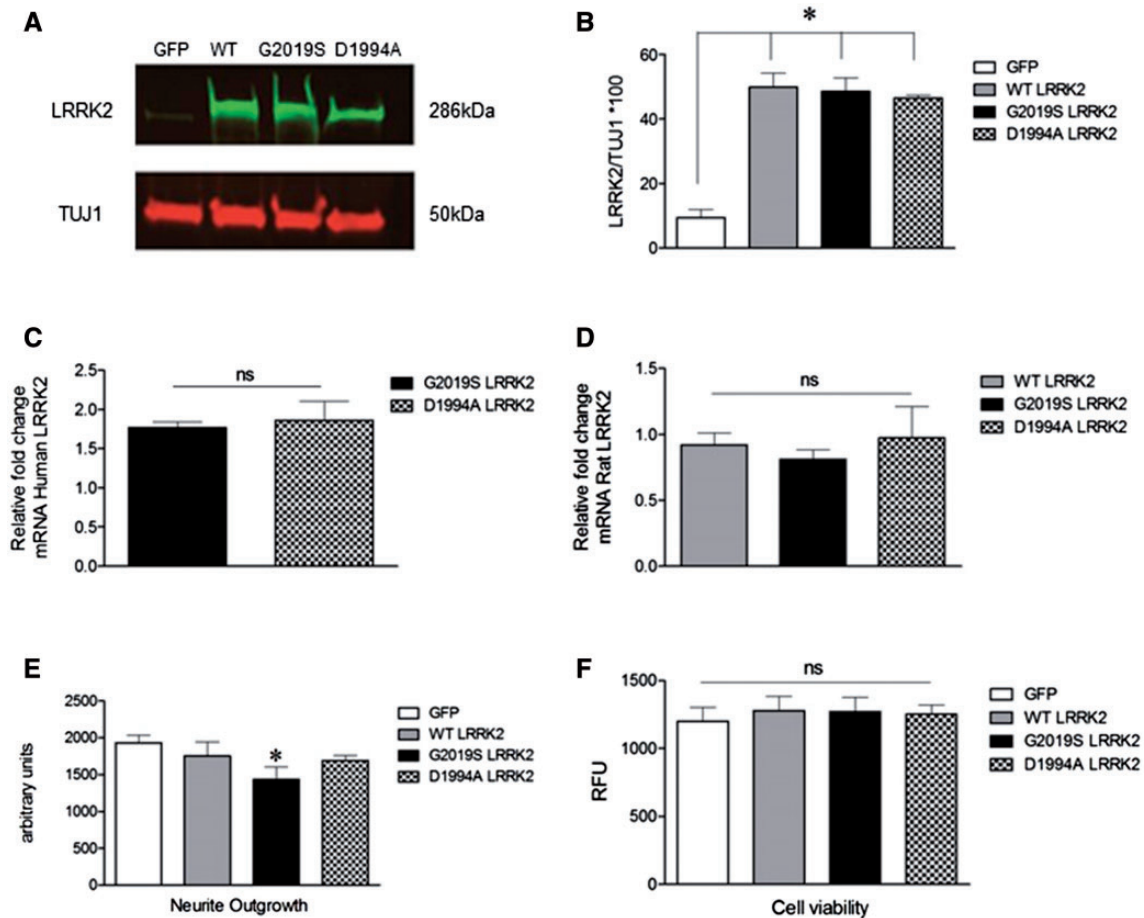 A
GFP WT G2019S D1994A
LRRK2
286kDa
TUJ1
50kDa
B
*
LRRK2/TUJ1 *100
60
40
20
0
GFP
WT LRRK2
G2019S LRRK2
D1994A LRRK2
C
Relative fold change
mRNA Human LRRK2
2.5
2.0
1.5
1.0
0.5
0.0
ns
G2019S LRRK2
D1994A LRRK2
D
Relative fold change
mRNA Rat LRRK2
1.5
1.0
0.5
0.0
ns
WT LRRK2
G2019S LRRK2
D1994A LRRK2
E
arbitrary units
2500
2000
1500
1000
500
0
*
Neurite Outgrowth
GFP
WT LRRK2
G2019S LRRK2
D1994A LRRK2
F
RFU
1500
1000
500
0
ns
Cell viability
GFP
WT LRRK2
G2019S LRRK2
D1994A LRRK2